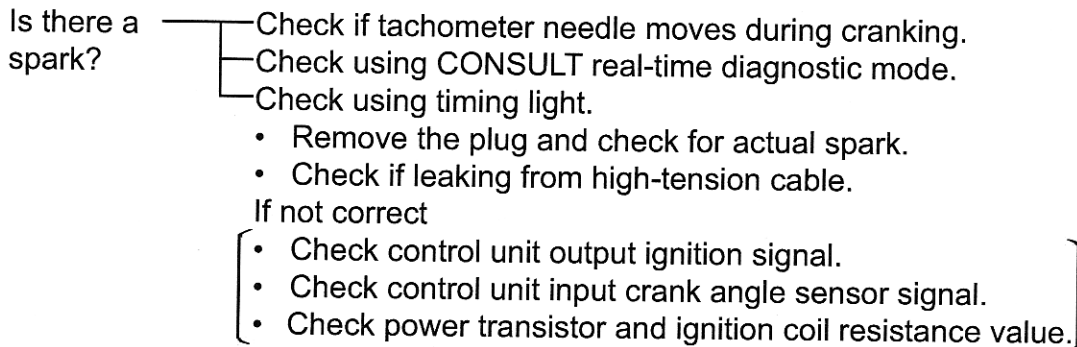 Is there a Check if tachometer needle moves during cranking.
spark? Check using CONSULT real-time diagnostic mode.
Check using timing light.
• Remove the plug and check for actual spark.
• Check if leaking from high-tension cable.
If not correct
• Check control unit output ignition signal.
• Check control unit input crank angle sensor signal.
• Check power transistor and ignition coil resistance value.